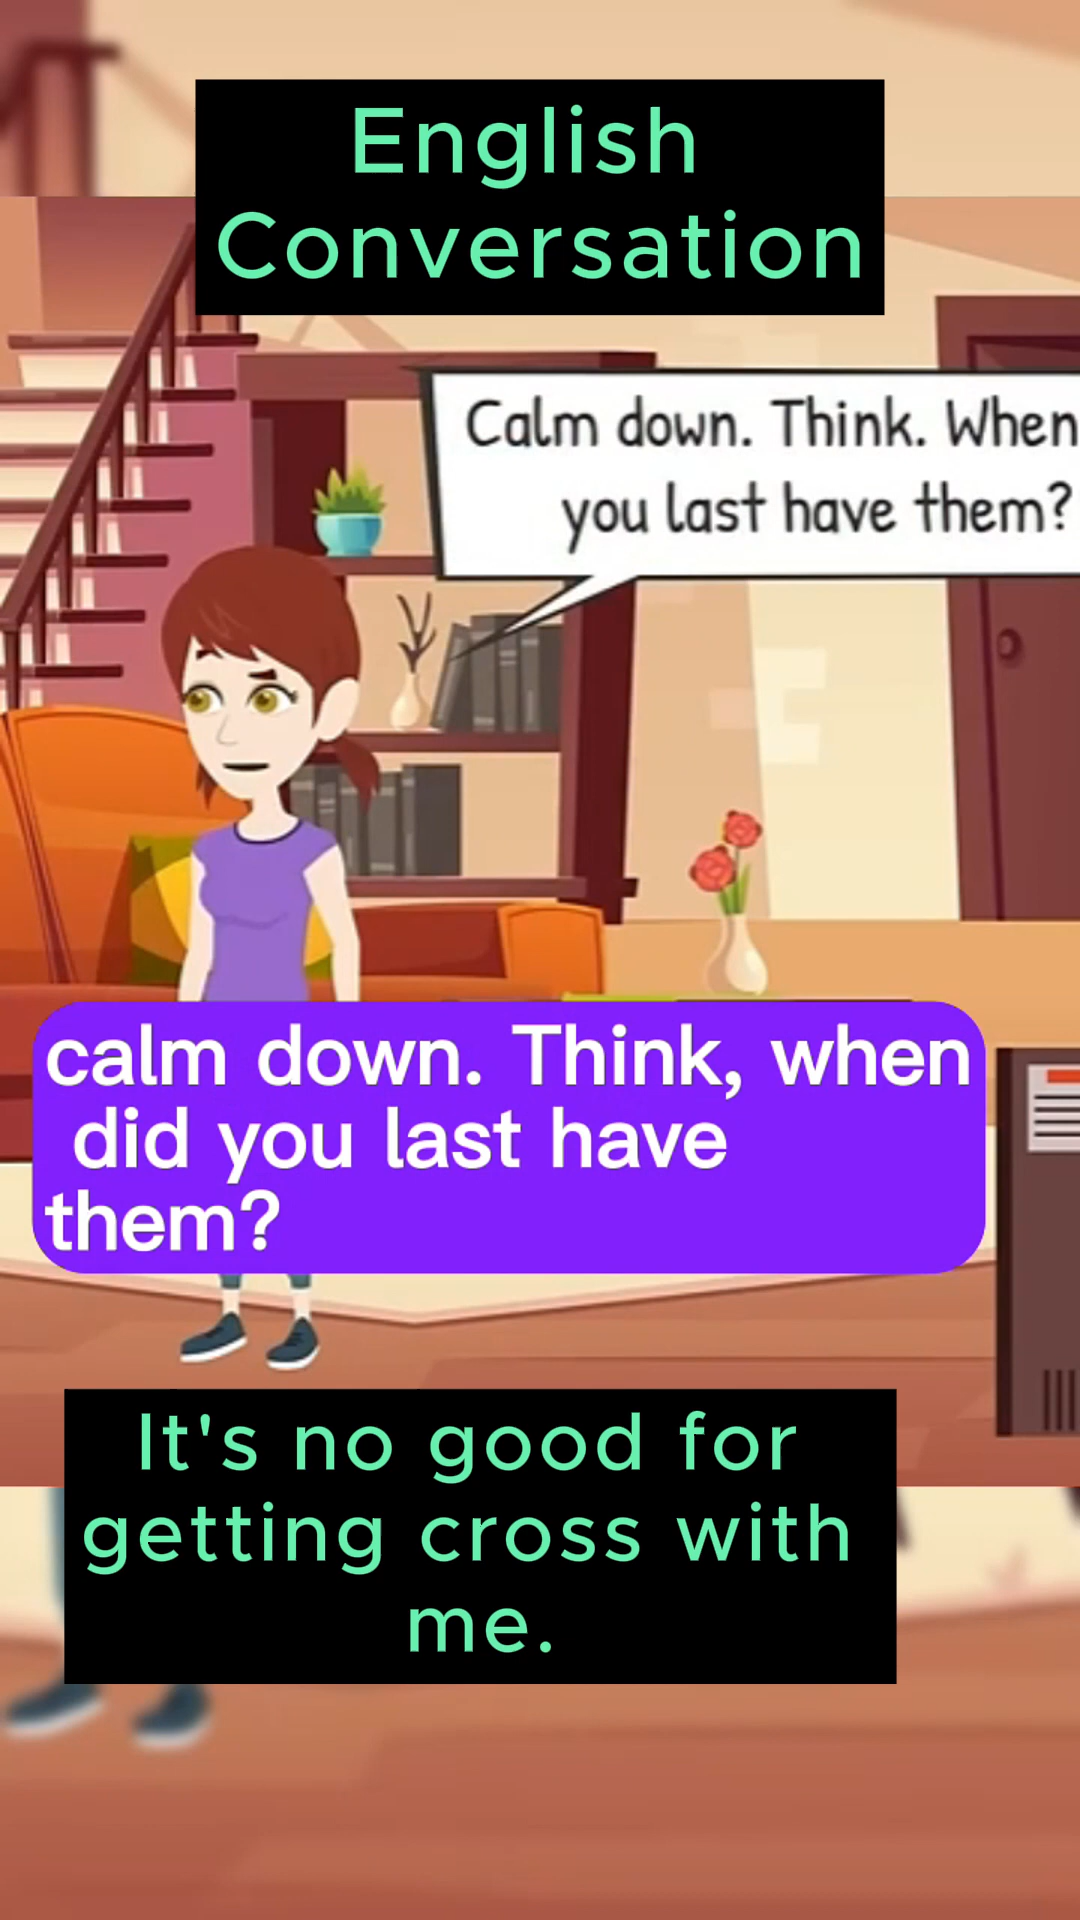 English
Conversation
Calm down. Think. When
you last have them?
calm down. Think, when
did you last have
them?
It's no good for
getting cross with
me.